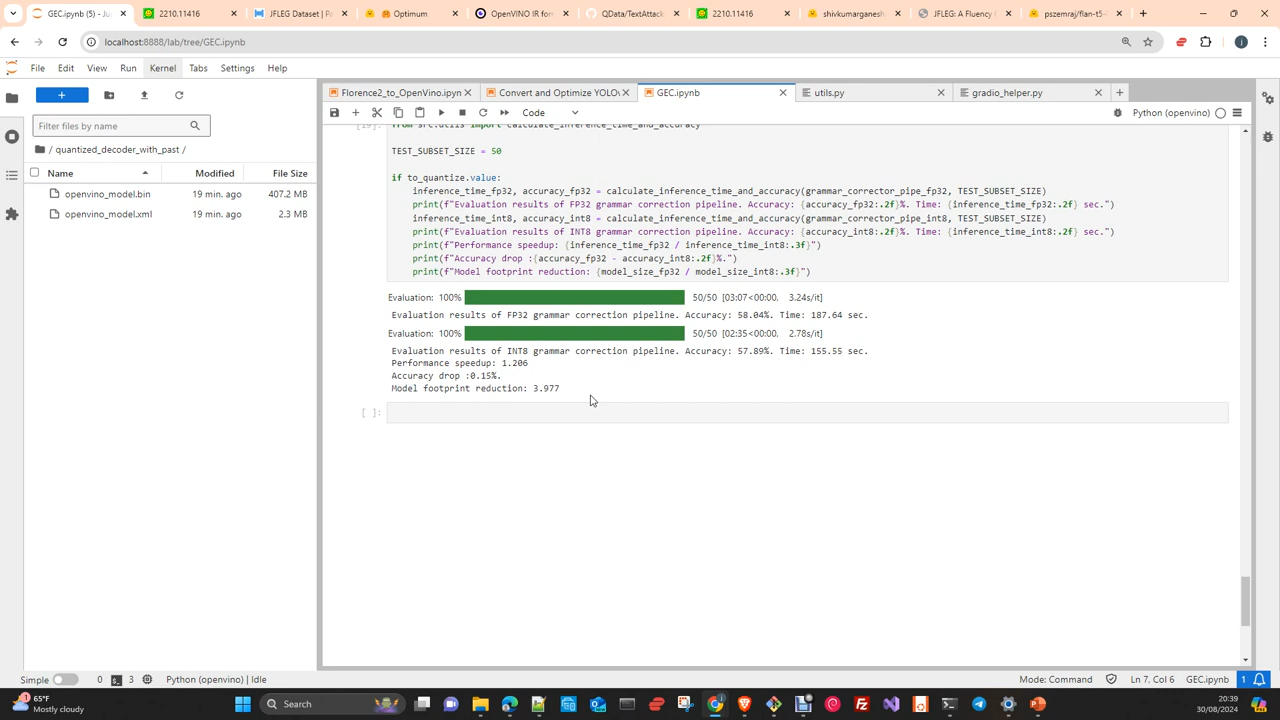 GEC.ipynb (5) - Ju
2210.11416
JFLEG Dataset | P
Optimum
OpenVINO IR for
QData/TextAttack
2210.11416
shivkumarganesh
JFLEG: A Fluency
pszemraj/flan-t5-
localhost:8888/lab/tree/GEC.ipynb
File Edit View Run Kernel Tabs Settings Help
Florence2_to_OpenVino.ipyn
Convert and Optimize YOLO
GEC.ipynb
utils.py
gradio_helper.py
Code
Python (openvino)
Filter files by name
/ quantized_decoder_with_past /
Name Modified File Size
openvino_model.bin 19 min. ago 407.2 MB
openvino_model.xml 19 min. ago 2.3 MB
from src.utils import calculate_inference_time_and_accuracy
TEST_SUBSET_SIZE = 50
if to_quantize.value:
inference_time_fp32, accuracy_fp32 = calculate_inference_time_and_accuracy(grammar_corrector_pipe_fp32, TEST_SUBSET_SIZE)
print(f"Evaluation results of FP32 grammar correction pipeline. Accuracy: {accuracy_fp32:.2f}%. Time: {inference_time_fp32:.2f} sec.")
inference_time_int8, accuracy_int8 = calculate_inference_time_and_accuracy(grammar_corrector_pipe_int8, TEST_SUBSET_SIZE)
print(f"Evaluation results of INT8 grammar correction pipeline. Accuracy: {accuracy_int8:.2f}%. Time: {inference_time_int8:.2f} sec.")
print(f"Performance speedup: {inference_time_fp32 / inference_time_int8:.3f}")
print(f"Accuracy drop :{accuracy_fp32 - accuracy_int8:.2f}%.")
print(f"Model footprint reduction: {model_size_fp32 / model_size_int8:.3f}")
Evaluation: 100% 50/50 [03:07<00:00, 3.24s/it]
Evaluation results of FP32 grammar correction pipeline. Accuracy: 58.04%. Time: 187.64 sec.
Evaluation: 100% 50/50 [02:35<00:00, 2.78s/it]
Evaluation results of INT8 grammar correction pipeline. Accuracy: 57.89%. Time: 155.55 sec.
Performance speedup: 1.206
Accuracy drop :0.15%.
Model footprint reduction: 3.977
[ ]:
Simple 0 3 Python (openvino) | Idle
Mode: Command Ln 7, Col 6 GEC.ipynb 1
65°F
Mostly cloudy
Search
20:39
30/08/2024